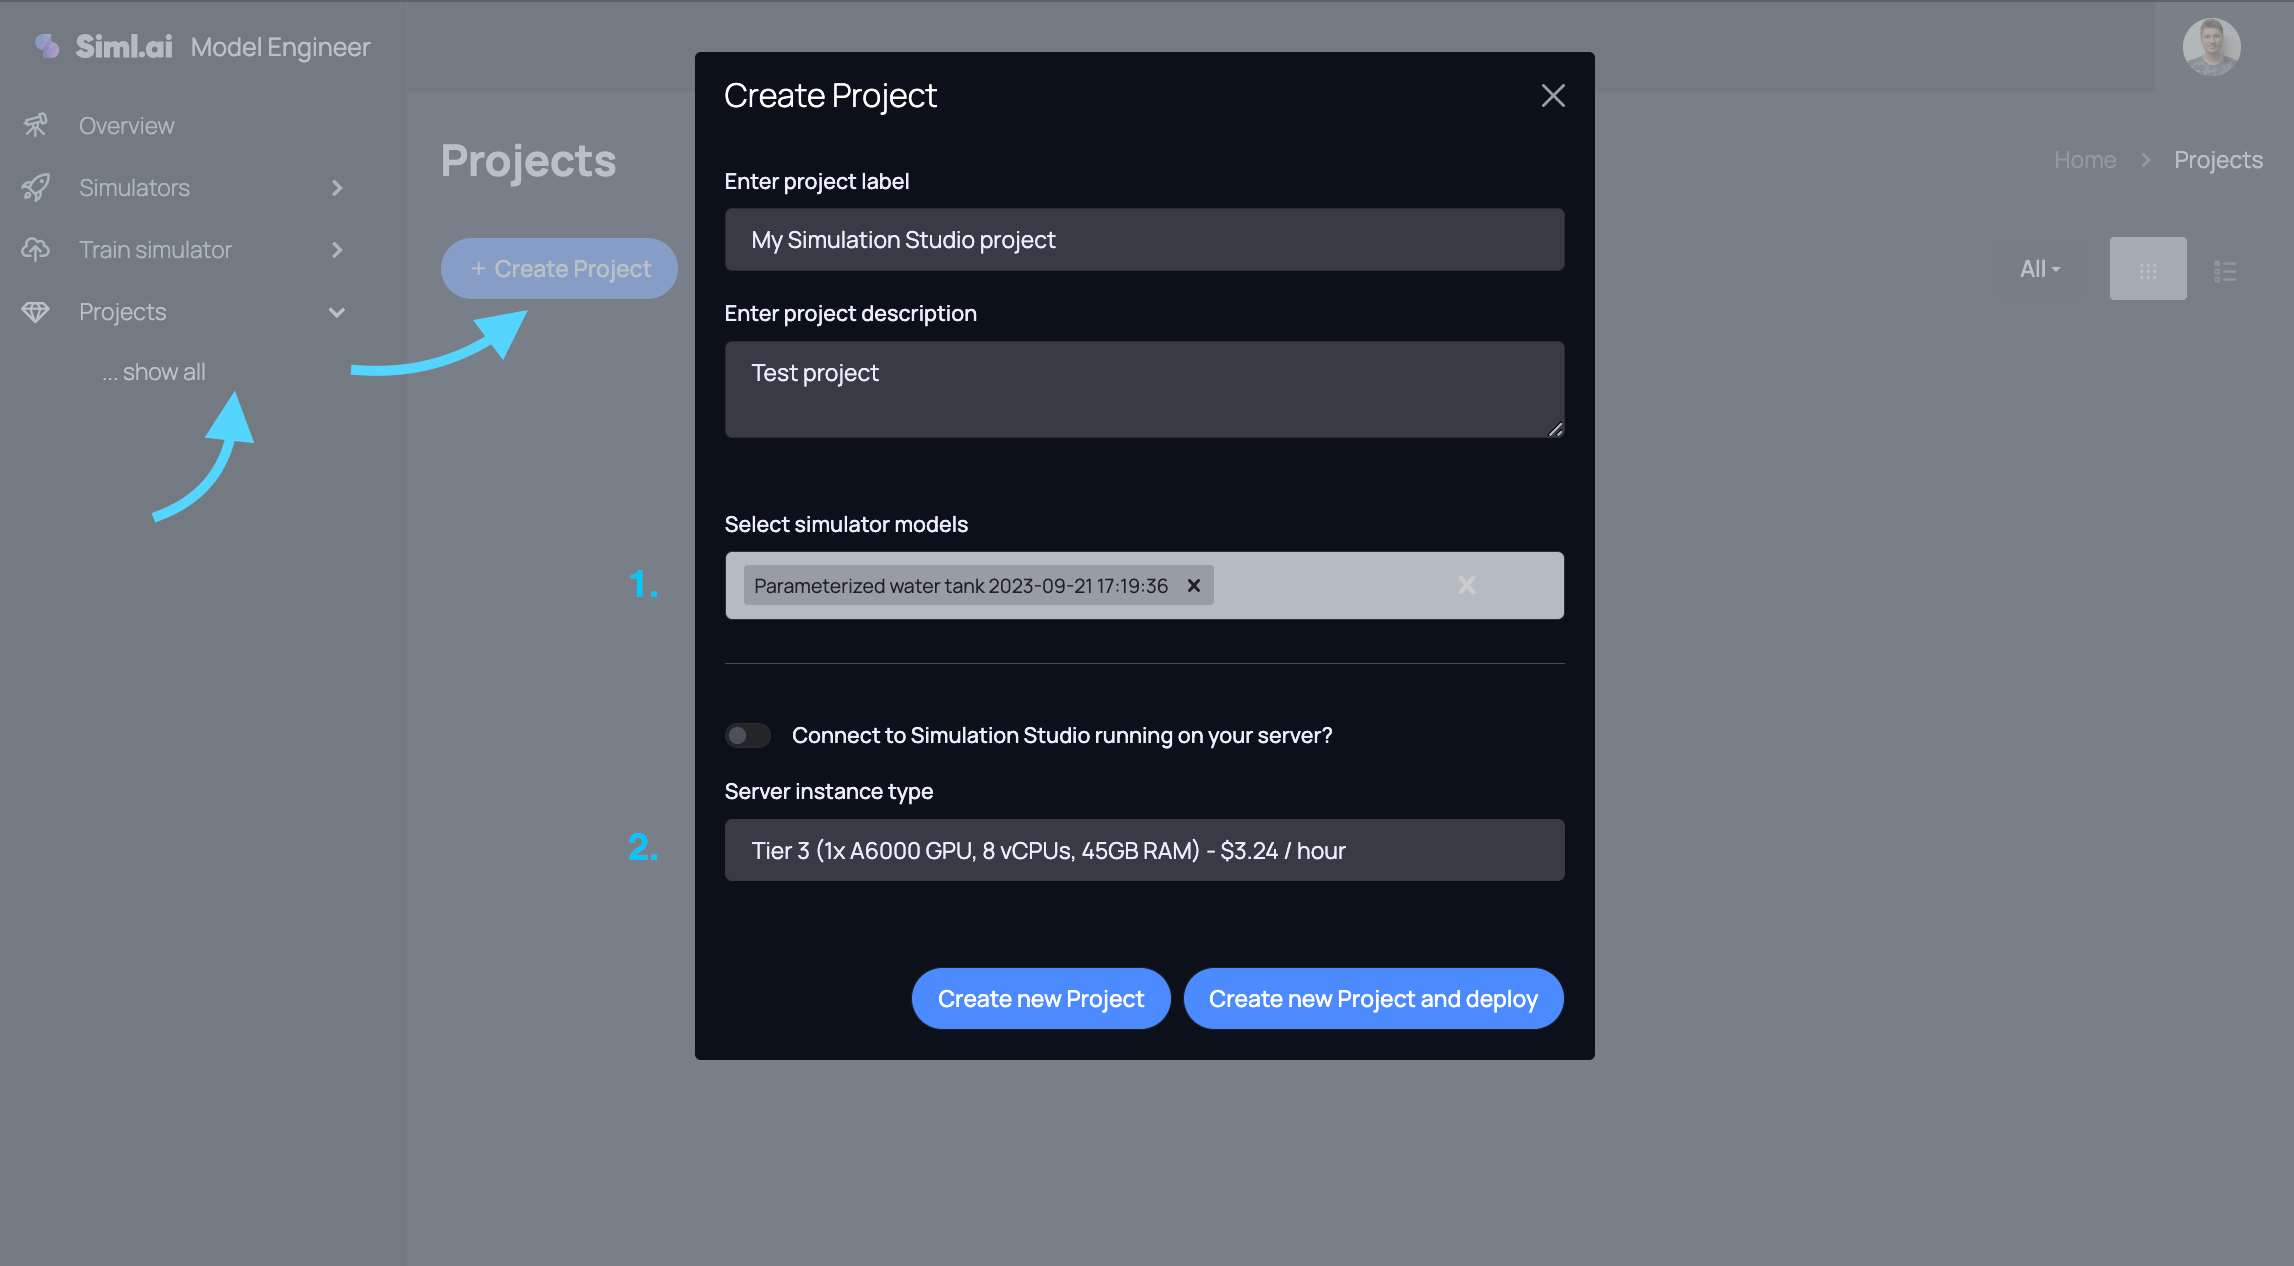 Siml.ai Model Engineer
Overview
Simulators
Train simulator
Projects
... show all
Projects
+ Create Project
Home > Projects
All
Create Project
Enter project label
My Simulation Studio project
Enter project description
Test project
Select simulator models
1.
Parameterized water tank 2023-09-21 17:19:36
Connect to Simulation Studio running on your server?
Server instance type
2.
Tier 3 (1x A6000 GPU, 8 vCPUs, 45GB RAM) - $3.24 / hour
Create new Project
Create new Project and deploy